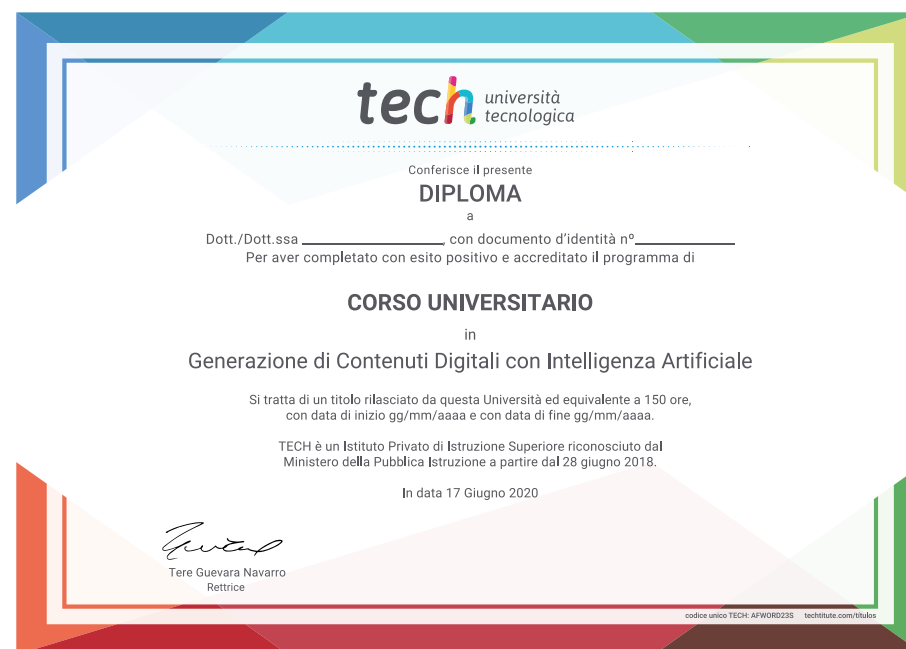 tech università
tecnologica
Conferisce il presente
DIPLOMA
a
Dott./Dott.ssa ____________________, con documento d'identità nº______________
Per aver completato con esito positivo e accreditato il programma di
CORSO UNIVERSITARIO
in
Generazione di Contenuti Digitali con Intelligenza Artificiale
Si tratta di un titolo rilasciato da questa Università ed equivalente a 150 ore,
con data di inizio gg/mm/aaaa e con data di fine gg/mm/aaaa.
TECH è un Istituto Privato di Istruzione Superiore riconosciuto dal
Ministero della Pubblica Istruzione a partire dal 28 giugno 2018.
In data 17 Giugno 2020
Tere Guevara Navarro
Rettrice
codice unico TECH: AFWORD23S techtitute.com/títulos